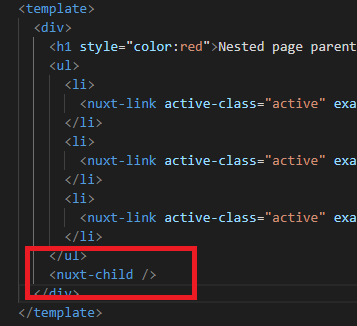 <template>
<div>
<h1 style="color:red">Nested page parent
<ul>
<li>
<nuxt-link active-class="active" exa
</li>
<li>
<nuxt-link active-class="active" exa
</li>
<li>
<nuxt-link active-class="active" exa
</li>
</ul>
<nuxt-child />
</div>
</template>